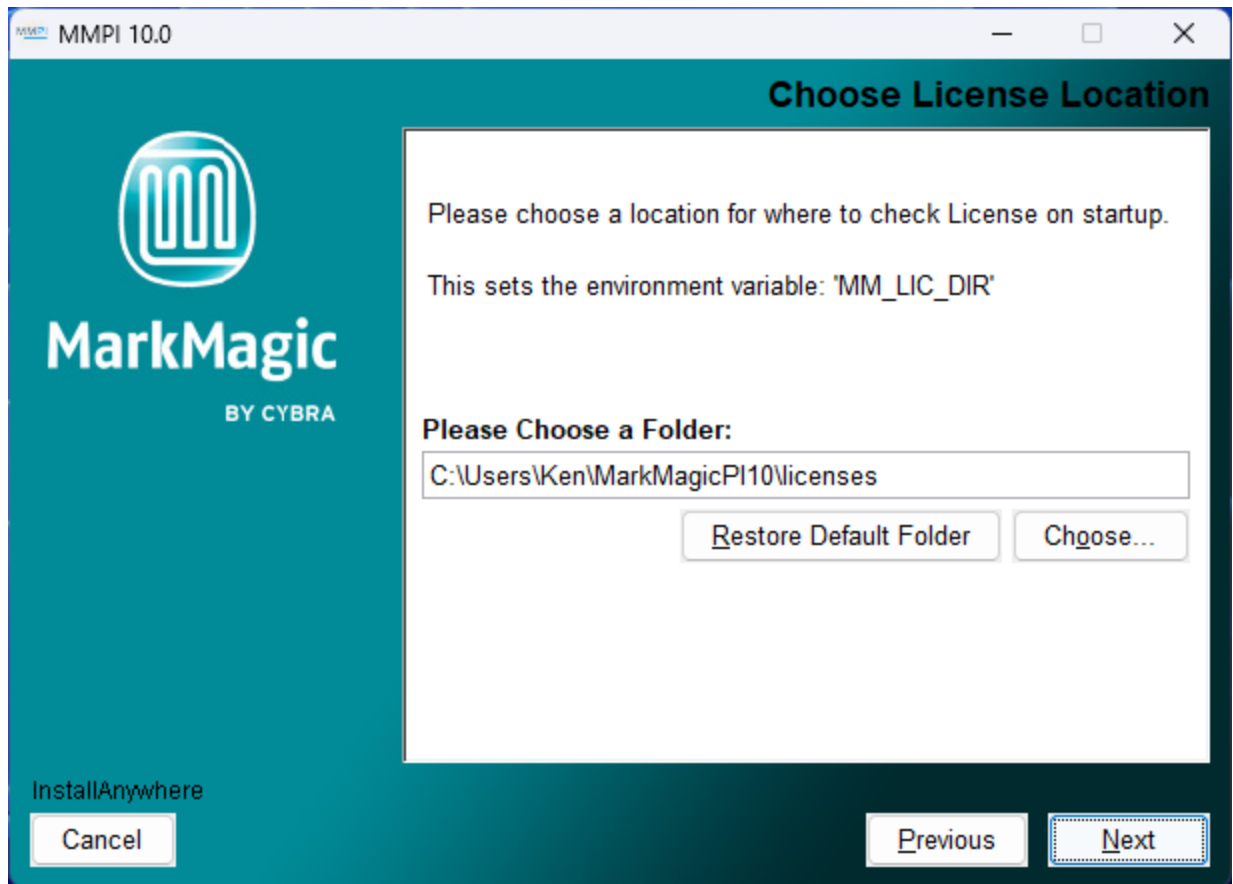 MMPI 10.0
Choose License Location
MarkMagic
BY CYBRA
Please choose a location for where to check License on startup.
This sets the environment variable: 'MM_LIC_DIR'
Please Choose a Folder:
C:\Users\Ken\MarkMagicPI10\licenses
Restore Default Folder
Choose...
InstallAnywhere
Cancel
Previous
Next